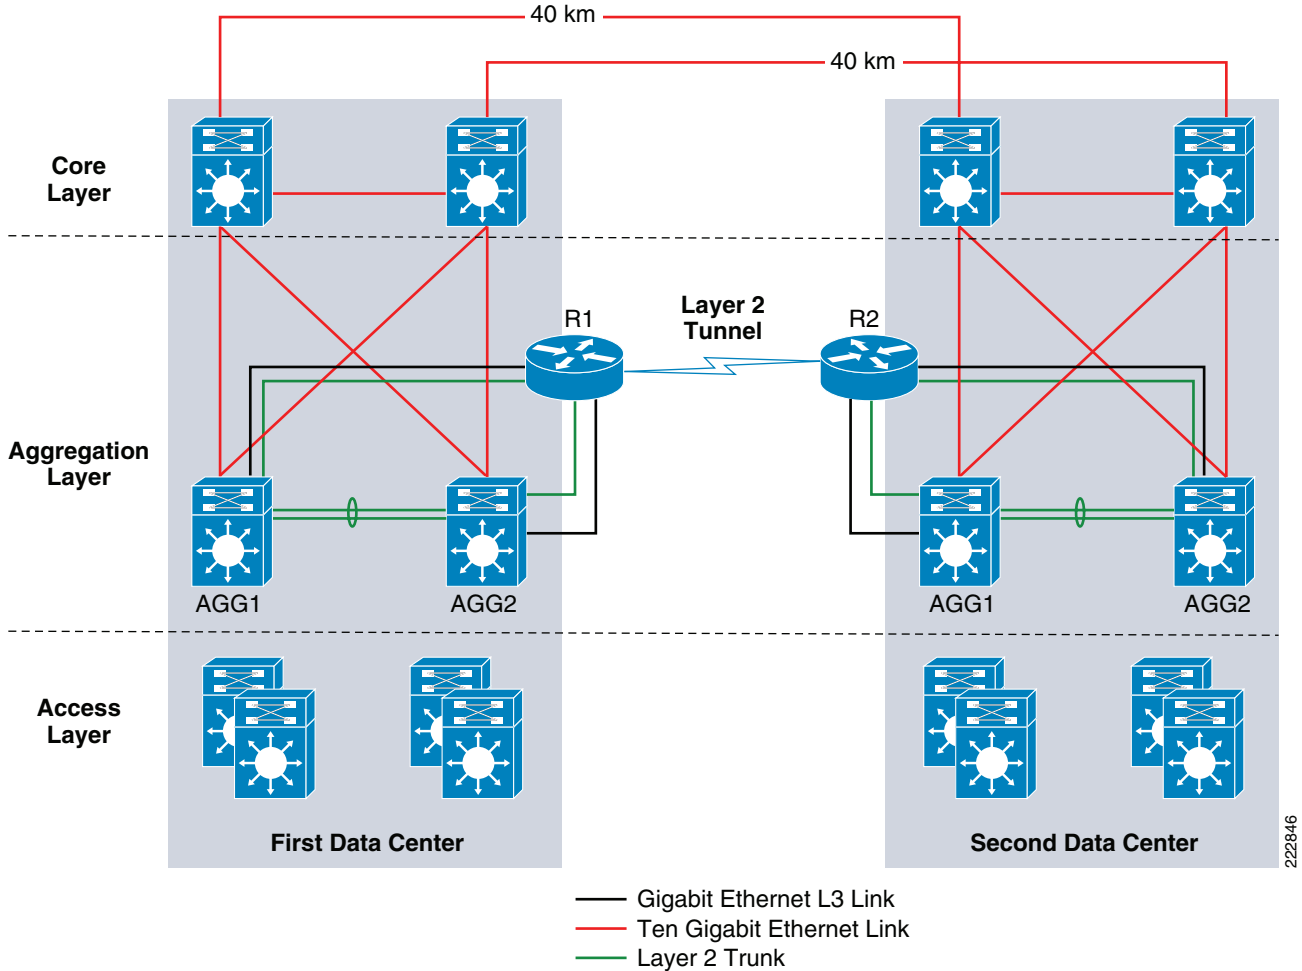 40 km
40 km
Core
Layer
R1
Layer 2
Tunnel
R2
Aggregation
Layer
AGG1
AGG2
AGG1
AGG2
Access
Layer
First Data Center
Second Data Center
222846
Gigabit Ethernet L3 Link
Ten Gigabit Ethernet Link
Layer 2 Trunk